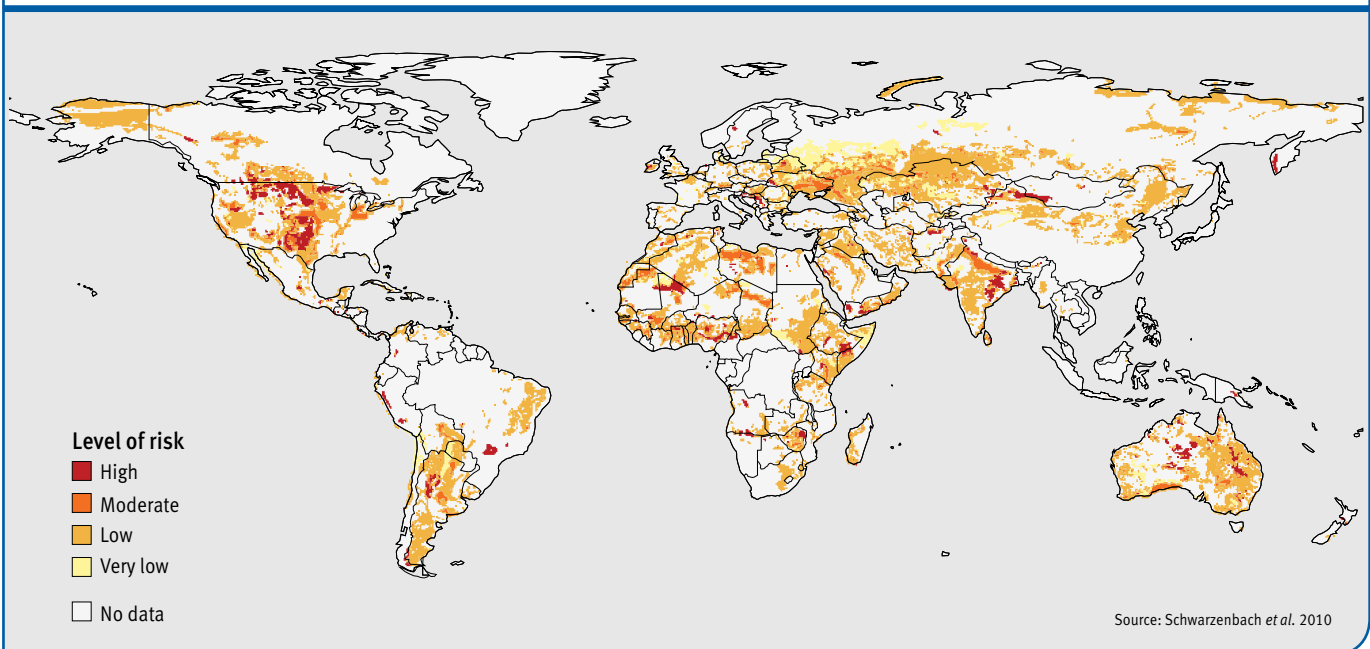 Level of risk
High
Moderate
Low
Very low
No data
Source: Schwarzenbach et al. 2010